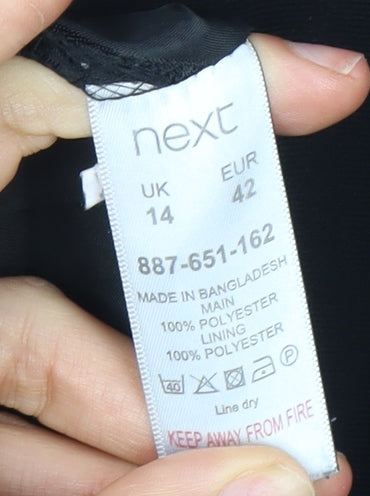 next
UK EUR
14 42
887-651-162
MADE IN BANGLADESH
MAIN
100% POLYESTER
LINING
100% POLYESTER
40 P
Line dry
KEEP AWAY FROM FIRE